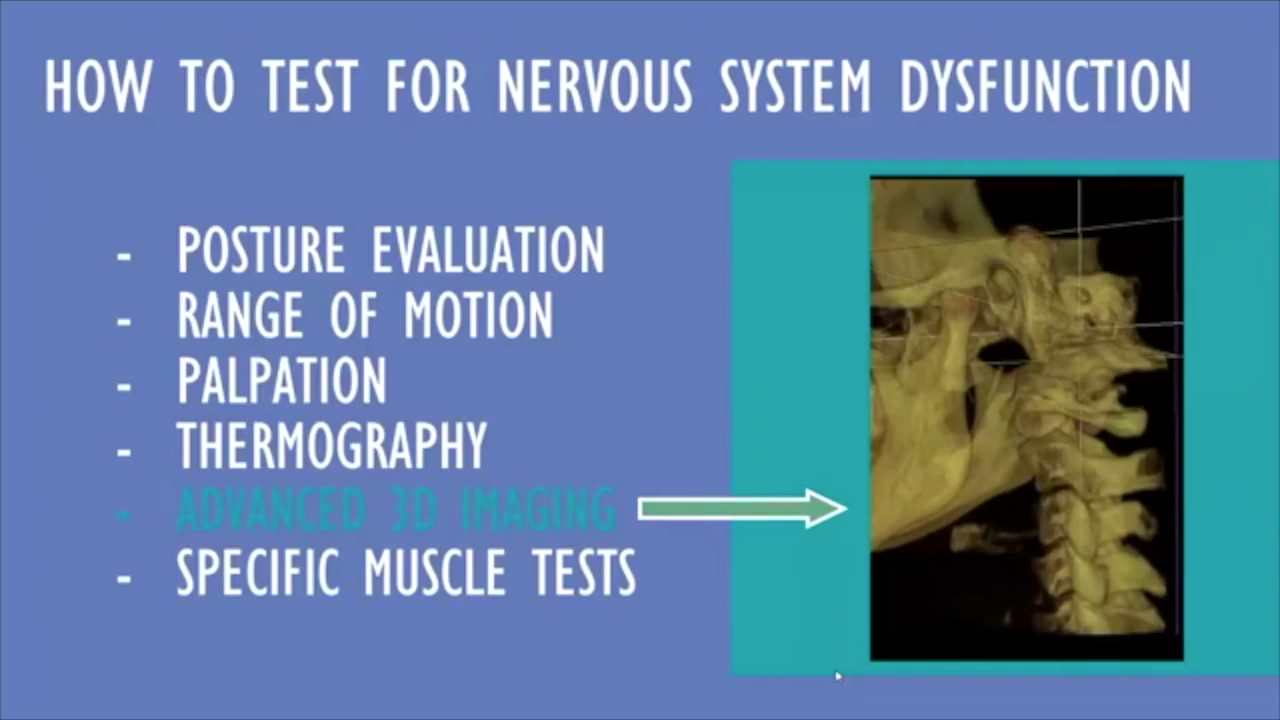 HOW TO TEST FOR NERVOUS SYSTEM DYSFUNCTION
- POSTURE EVALUATION
- RANGE OF MOTION
- PALPATION
- THERMOGRAPHY
- ADVANCED 3D IMAGING
- SPECIFIC MUSCLE TESTS